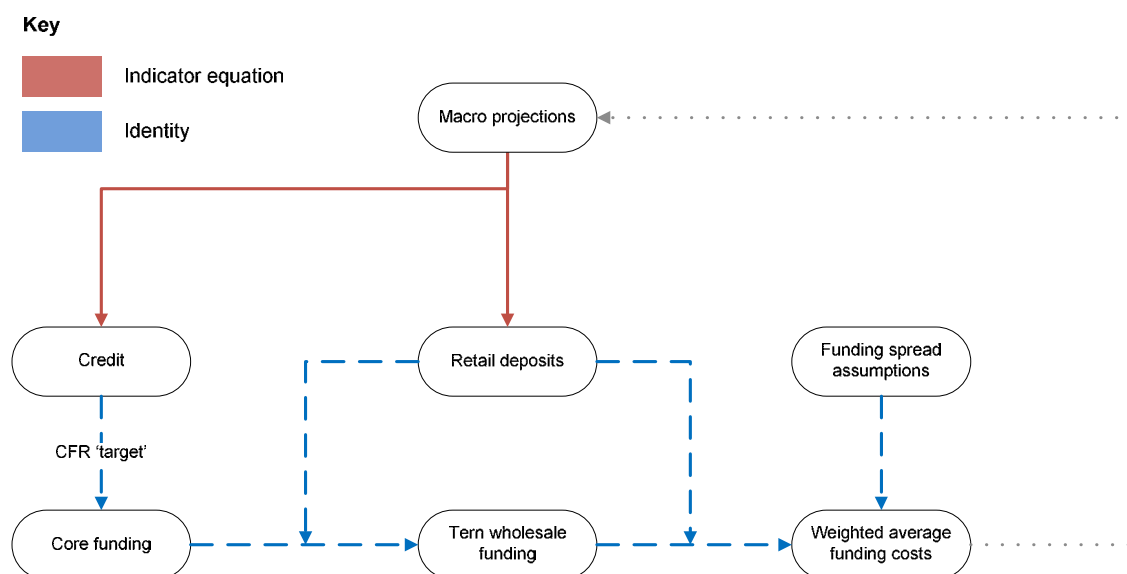 Key
Indicator equation
Identity
Macro projections
Credit
Retail deposits
Funding spread
assumptions
CFR ‘target’
Core funding
Tern wholesale
funding
Weighted average
funding costs